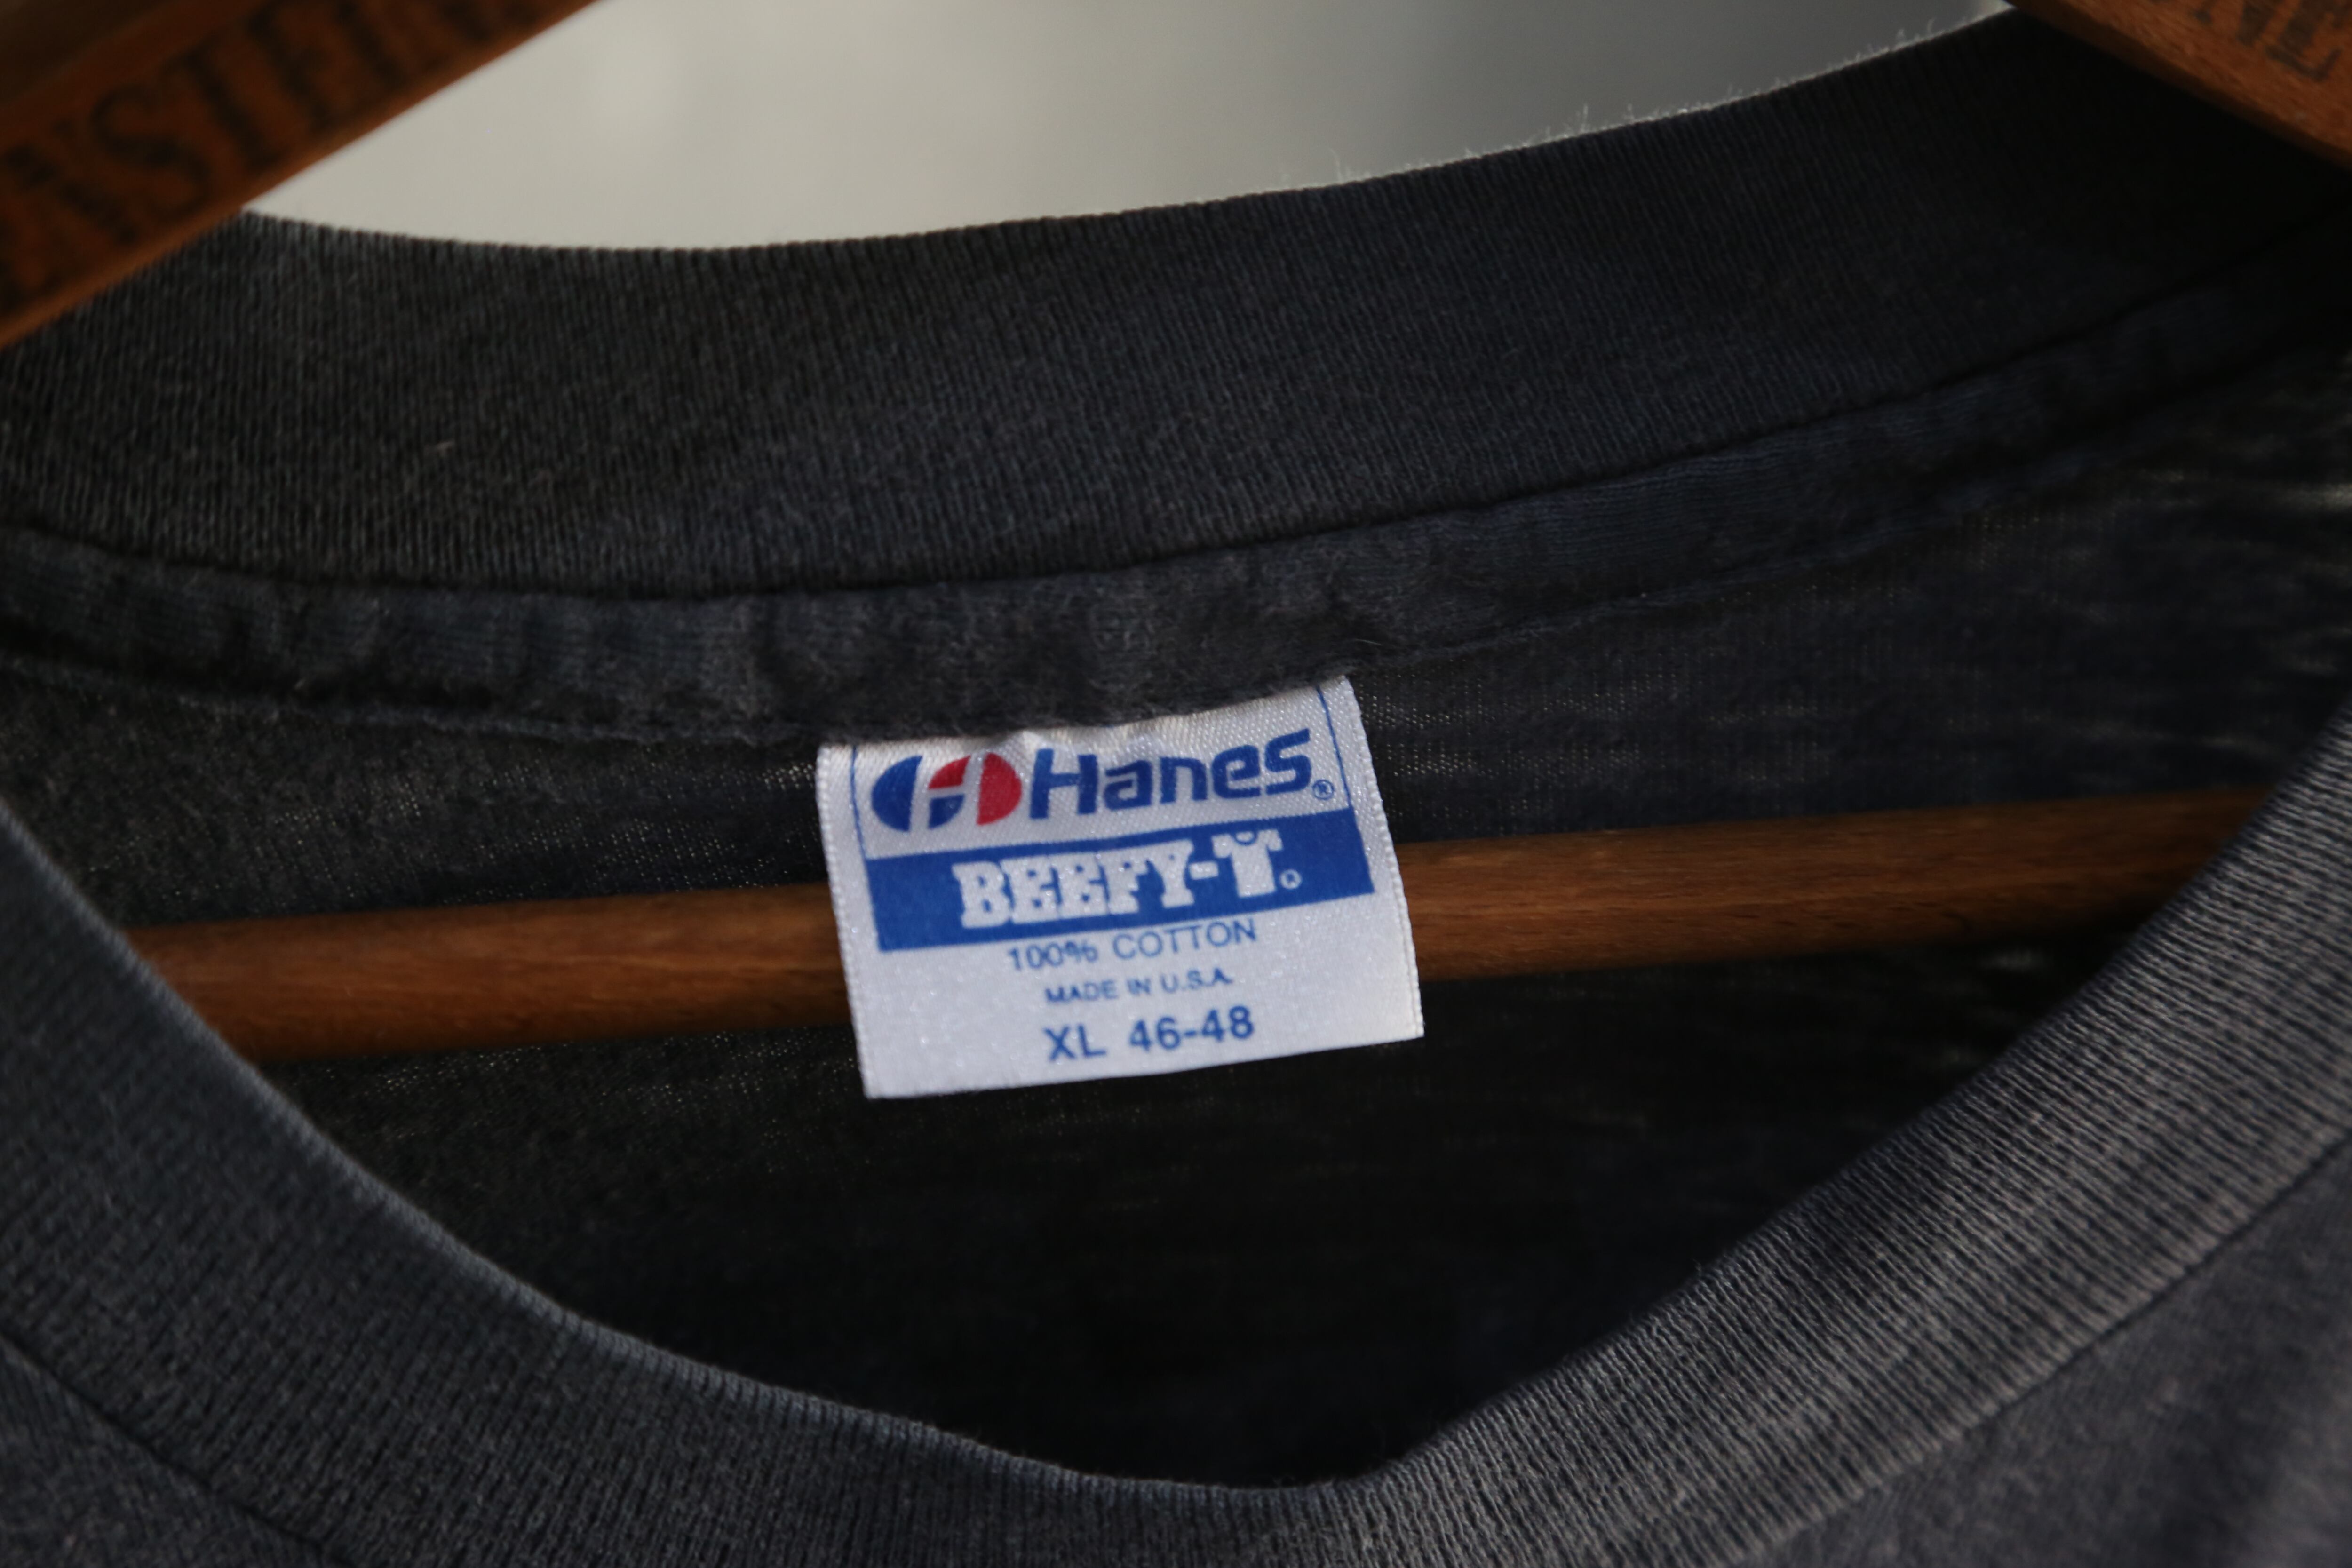 Hanes®
BEEFY-T®
100% COTTON
MADE IN U.S.A.
XL 46-48